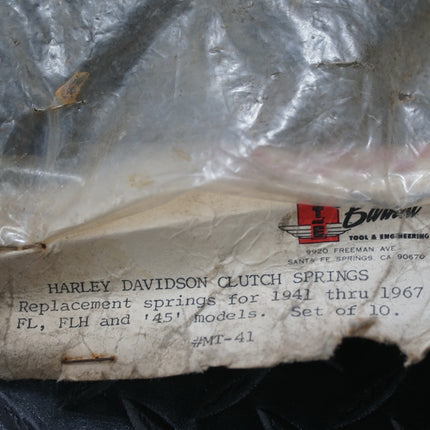 TE
TOOL & ENGINEERING
9920 FREEMAN AVE
SANTA FE SPRINGS CA 90670
HARLEY DAVIDSON CLUTCH SPRINGS
Replacement springs for 1941 thru 1967
FL, FLH and '45' models. Set of 10.
#MT-41